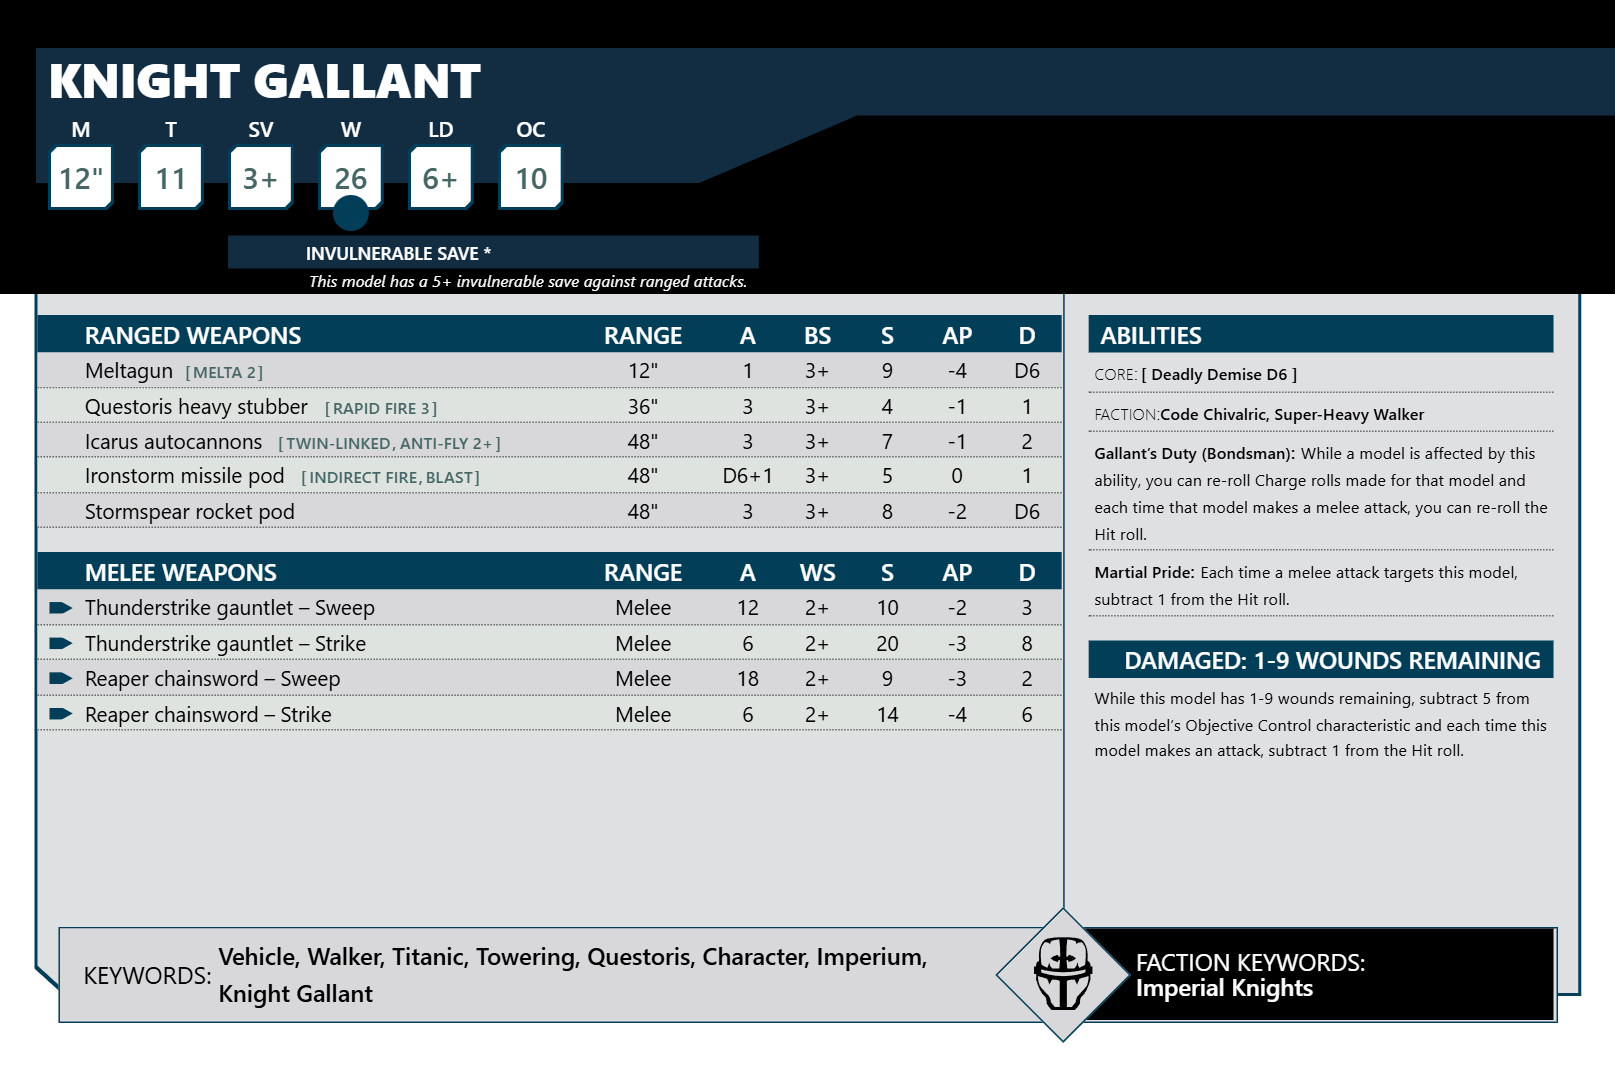 KNIGHT GALLANT
M T SV W LD OC
12" 11 3+ 26 6+ 10
INVULNERABLE SAVE *
This model has a 5+ invulnerable save against ranged attacks.
RANGED WEAPONS RANGE A BS S AP D
Meltagun [MELTA 2] 12" 1 3+ 9 -4 D6
Questoris heavy stubber [RAPID FIRE 3] 36" 3 3+ 4 -1 1
Icarus autocannons [TWIN-LINKED, ANTI-FLY 2+] 48" 3 3+ 7 -1 2
Ironstorm missile pod [INDIRECT FIRE, BLAST] 48" D6+1 3+ 5 0 1
Stormspear rocket pod 48" 3 3+ 8 -2 D6
MELEE WEAPONS RANGE A WS S AP D
Thunderstrike gauntlet – Sweep Melee 12 2+ 10 -2 3
Thunderstrike gauntlet – Strike Melee 6 2+ 20 -3 8
Reaper chainsword – Sweep Melee 18 2+ 9 -3 2
Reaper chainsword – Strike Melee 6 2+ 14 -4 6
ABILITIES
CORE: [ Deadly Demise D6 ]
FACTION:Code Chivalric, Super-Heavy Walker
Gallant’s Duty (Bondsman): While a model is affected by this
ability, you can re-roll Charge rolls made for that model and
each time that model makes a melee attack, you can re-roll the
Hit roll.
Martial Pride: Each time a melee attack targets this model,
subtract 1 from the Hit roll.
DAMAGED: 1-9 WOUNDS REMAINING
While this model has 1-9 wounds remaining, subtract 5 from
this model’s Objective Control characteristic and each time this
model makes an attack, subtract 1 from the Hit roll.
KEYWORDS: Vehicle, Walker, Titanic, Towering, Questoris, Character, Imperium,
Knight Gallant
FACTION KEYWORDS:
Imperial Knights